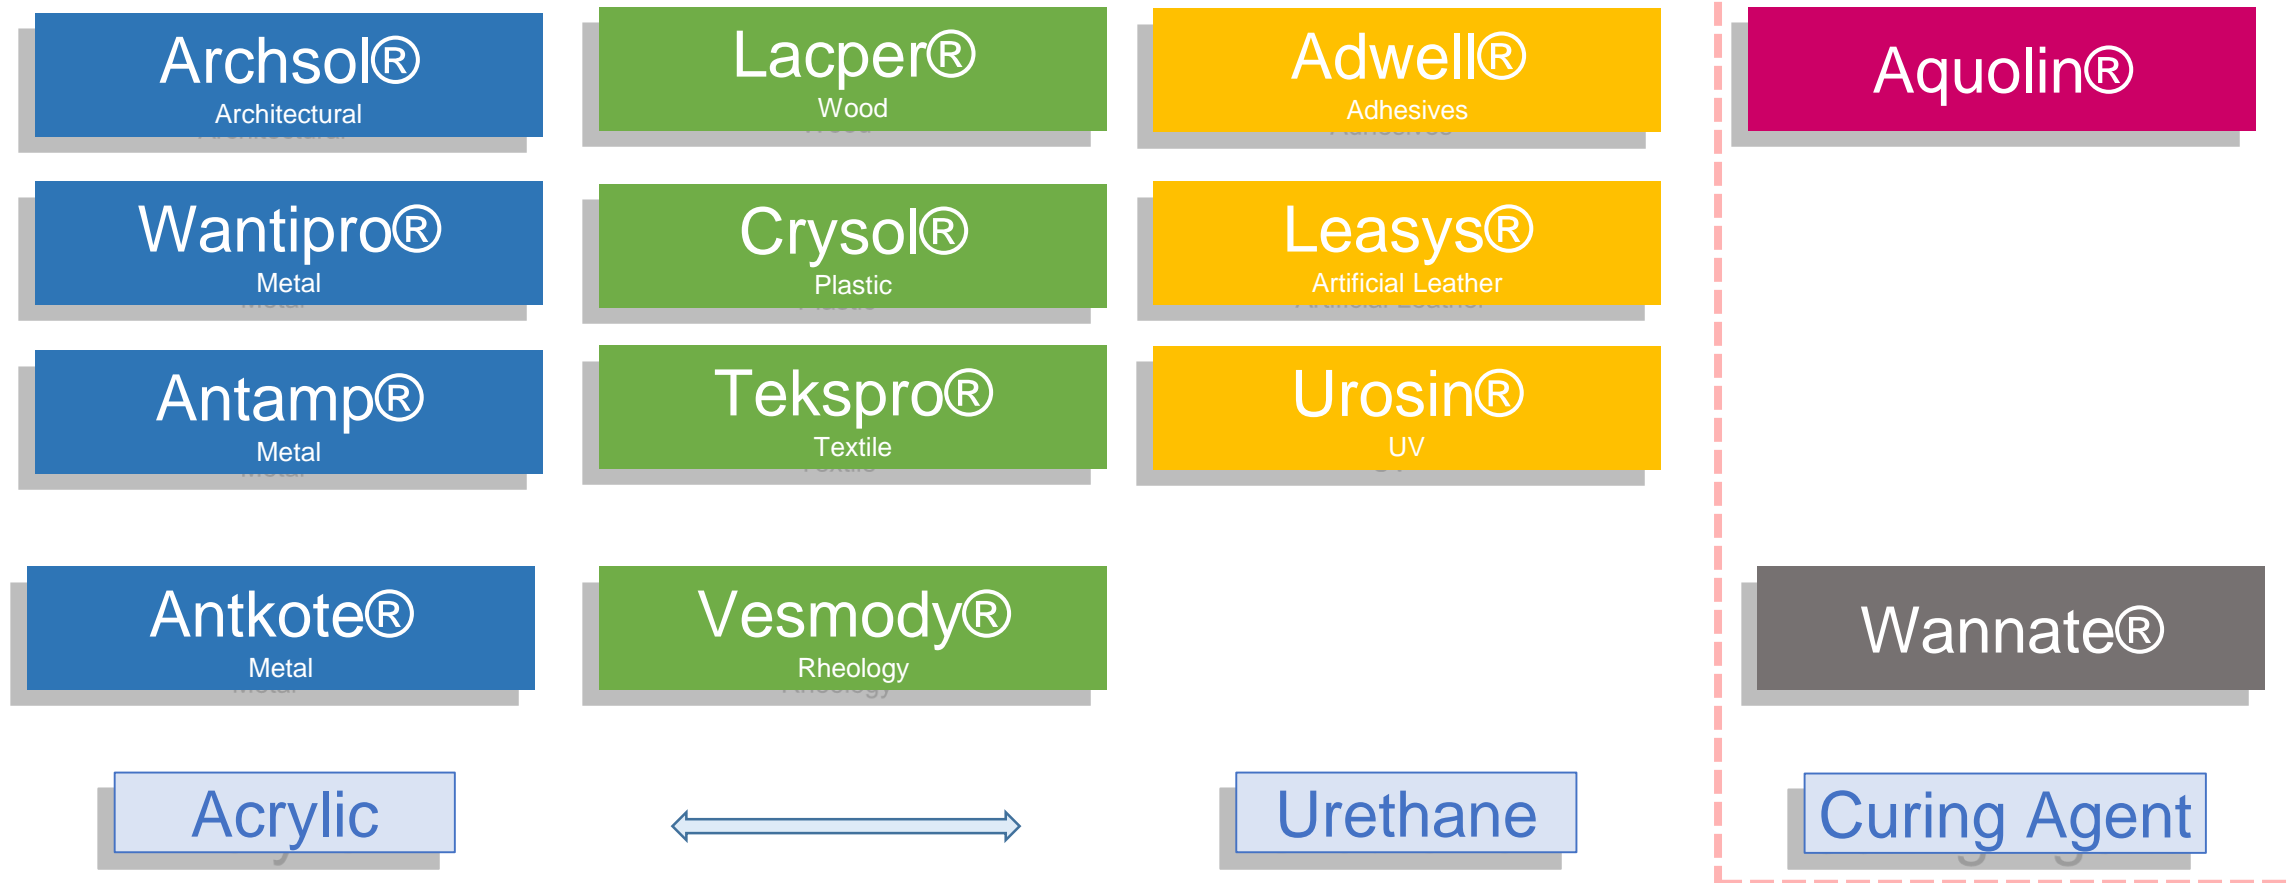 Archsol®
Architectural
Lacper®
Wood
Adwell®
Adhesives
Aquolin®
Wantipro®
Metal
Crysol®
Plastic
Leasys®
Artificial Leather
Antamp®
Metal
Tekspro®
Textile
Urosin®
UV
Antkote®
Metal
Vesmody®
Rheology
Wannate®
Acrylic
Urethane
Curing Agent